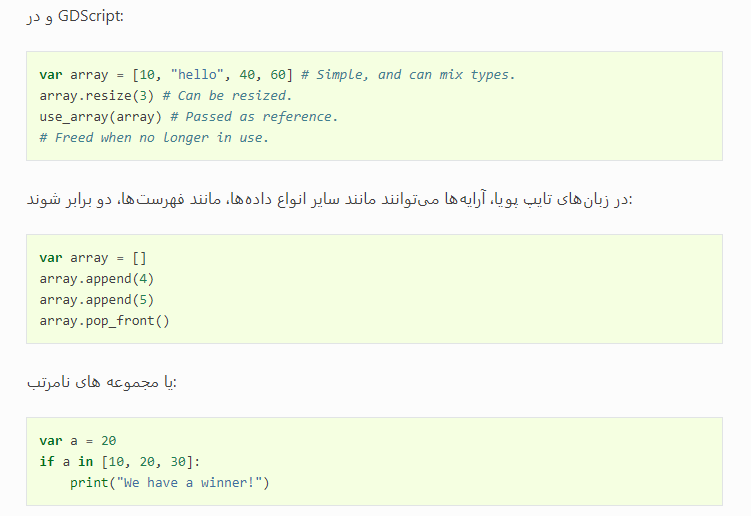 و در GDScript:
var array = [10, "hello", 40, 60] # Simple, and can mix types.
array.resize(3) # Can be resized.
use_array(array) # Passed as reference.
# Freed when no longer in use.
در زبان‌های تایپ پویا، آرایه‌ها می‌توانند مانند سایر انواع داده‌ها، مانند فهرست‌ها، دو برابر شوند:
var array = []
array.append(4)
array.append(5)
array.pop_front()
یا مجموعه های نامرتب:
var a = 20
if a in [10, 20, 30]:
    print("We have a winner!")